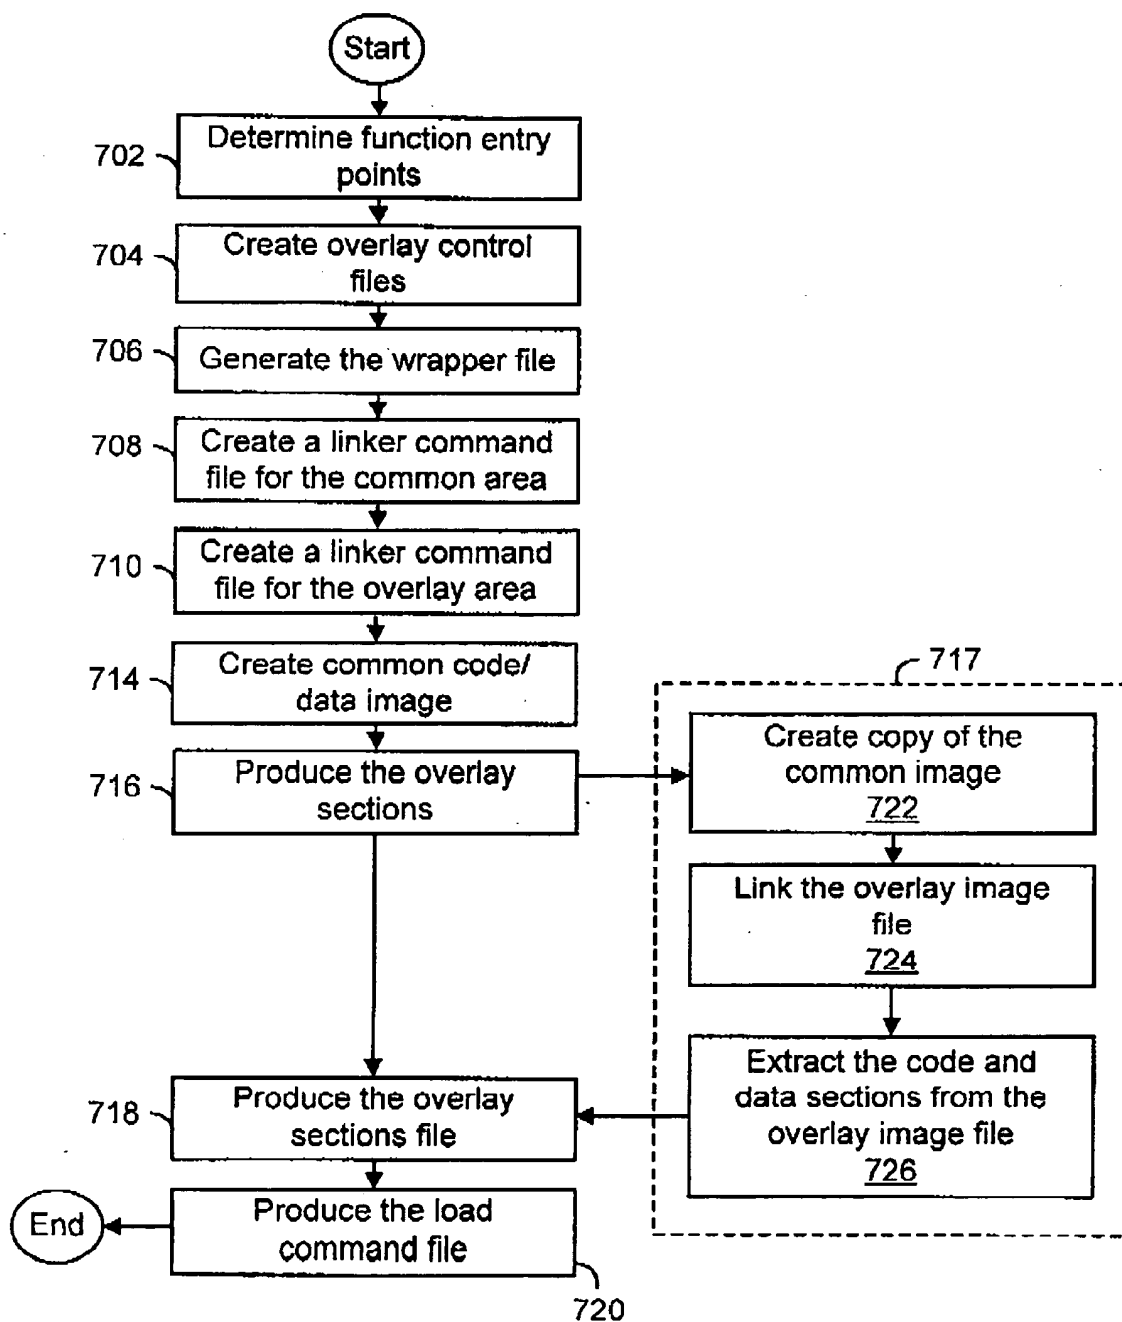 Start
702
Determine function entry
points
704
Create overlay control
files
706
Generate the wrapper file
708
Create a linker command
file for the common area
710
Create a linker command
file for the overlay area
714
Create common code/
data image
716
Produce the overlay
sections
717
Create copy of the
common image
722
Link the overlay image
file
724
Extract the code and
data sections from the
overlay image file
726
718
Produce the overlay
sections file
Produce the load
command file
720
End